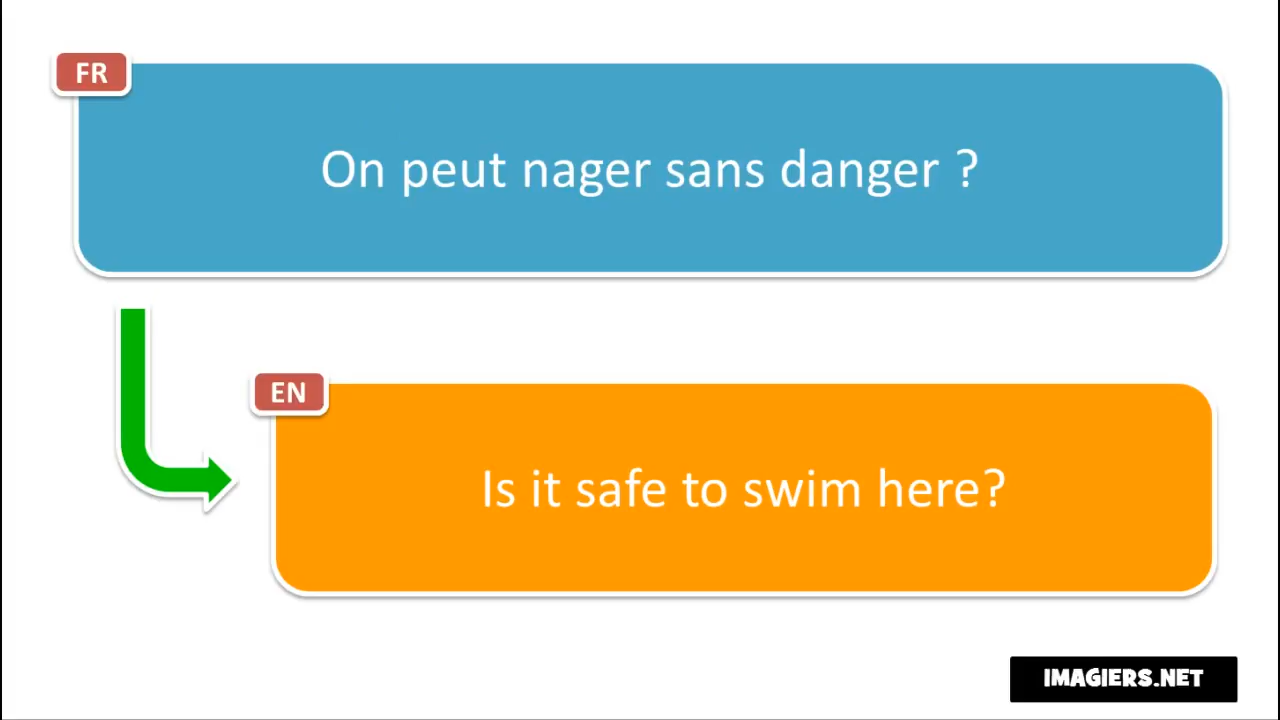 FR
On peut nager sans danger ?
EN
Is it safe to swim here?
IMAGIERS.NET